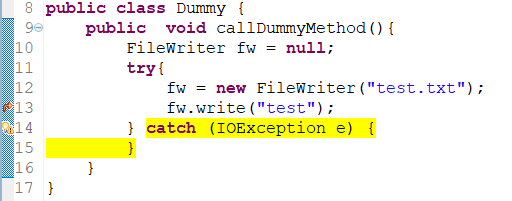 8 public class Dummy {
9 public  void callDummyMethod(){
10 FileWriter fw = null;
11 try{
12 fw = new FileWriter("test.txt");
13 fw.write("test");
14 } catch (IOException e) {
15 }
16 }
17 }